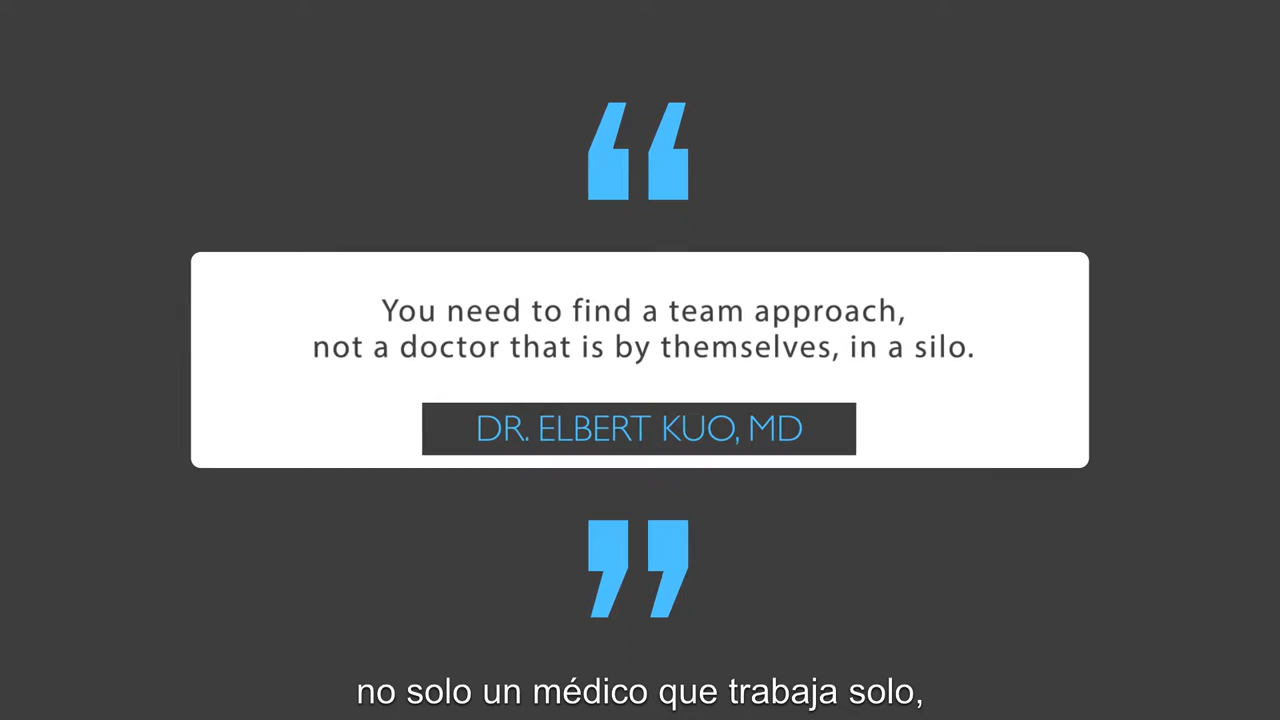 You need to find a team approach,
not a doctor that is by themselves, in a silo.
DR. ELBERT KUO, MD
no solo un médico que trabaja solo,